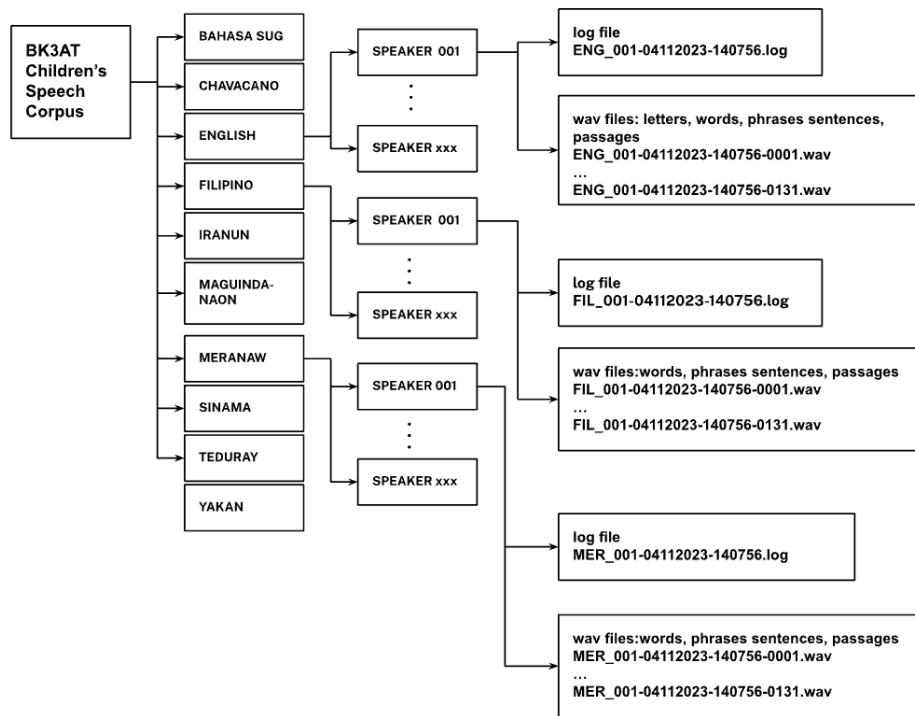 BK3AT
Children's
Speech
Corpus
BAHASA SUG
CHAVACANO
ENGLISH
FILIPINO
IRANUN
MAGUINDA-
NAON
MERANAW
SINAMA
TEDURAY
YAKAN
SPEAKER 001
SPEAKER xxx
SPEAKER 001
SPEAKER xxx
SPEAKER 001
SPEAKER xxx
log file
ENG_001-04112023-140756.log
wav files: letters, words, phrases sentences,
passages
ENG_001-04112023-140756-0001.wav
...
ENG_001-04112023-140756-0131.wav
log file
FIL_001-04112023-140756.log
wav files:words, phrases sentences, passages
FIL_001-04112023-140756-0001.wav
...
FIL_001-04112023-140756-0131.wav
log file
MER_001-04112023-140756.log
wav files:words, phrases sentences, passages
MER_001-04112023-140756-0001.wav
...
MER_001-04112023-140756-0131.wav